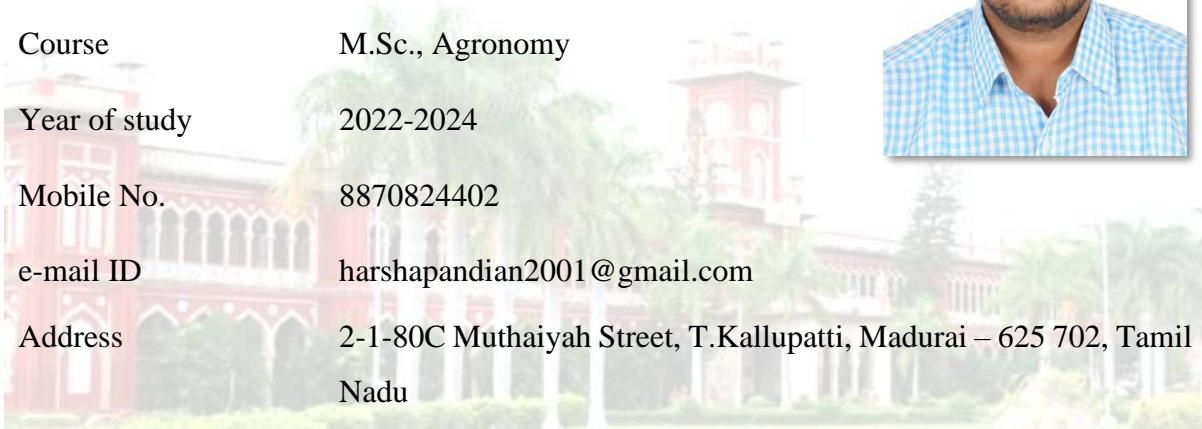 Course M.Sc., Agronomy
Year of study 2022-2024
Mobile No. 8870824402
e-mail ID harshapandian2001@gmail.com
Address 2-1-80C Muthaiyah Street, T.Kallupatti, Madurai – 625 702, Tamil
Nadu